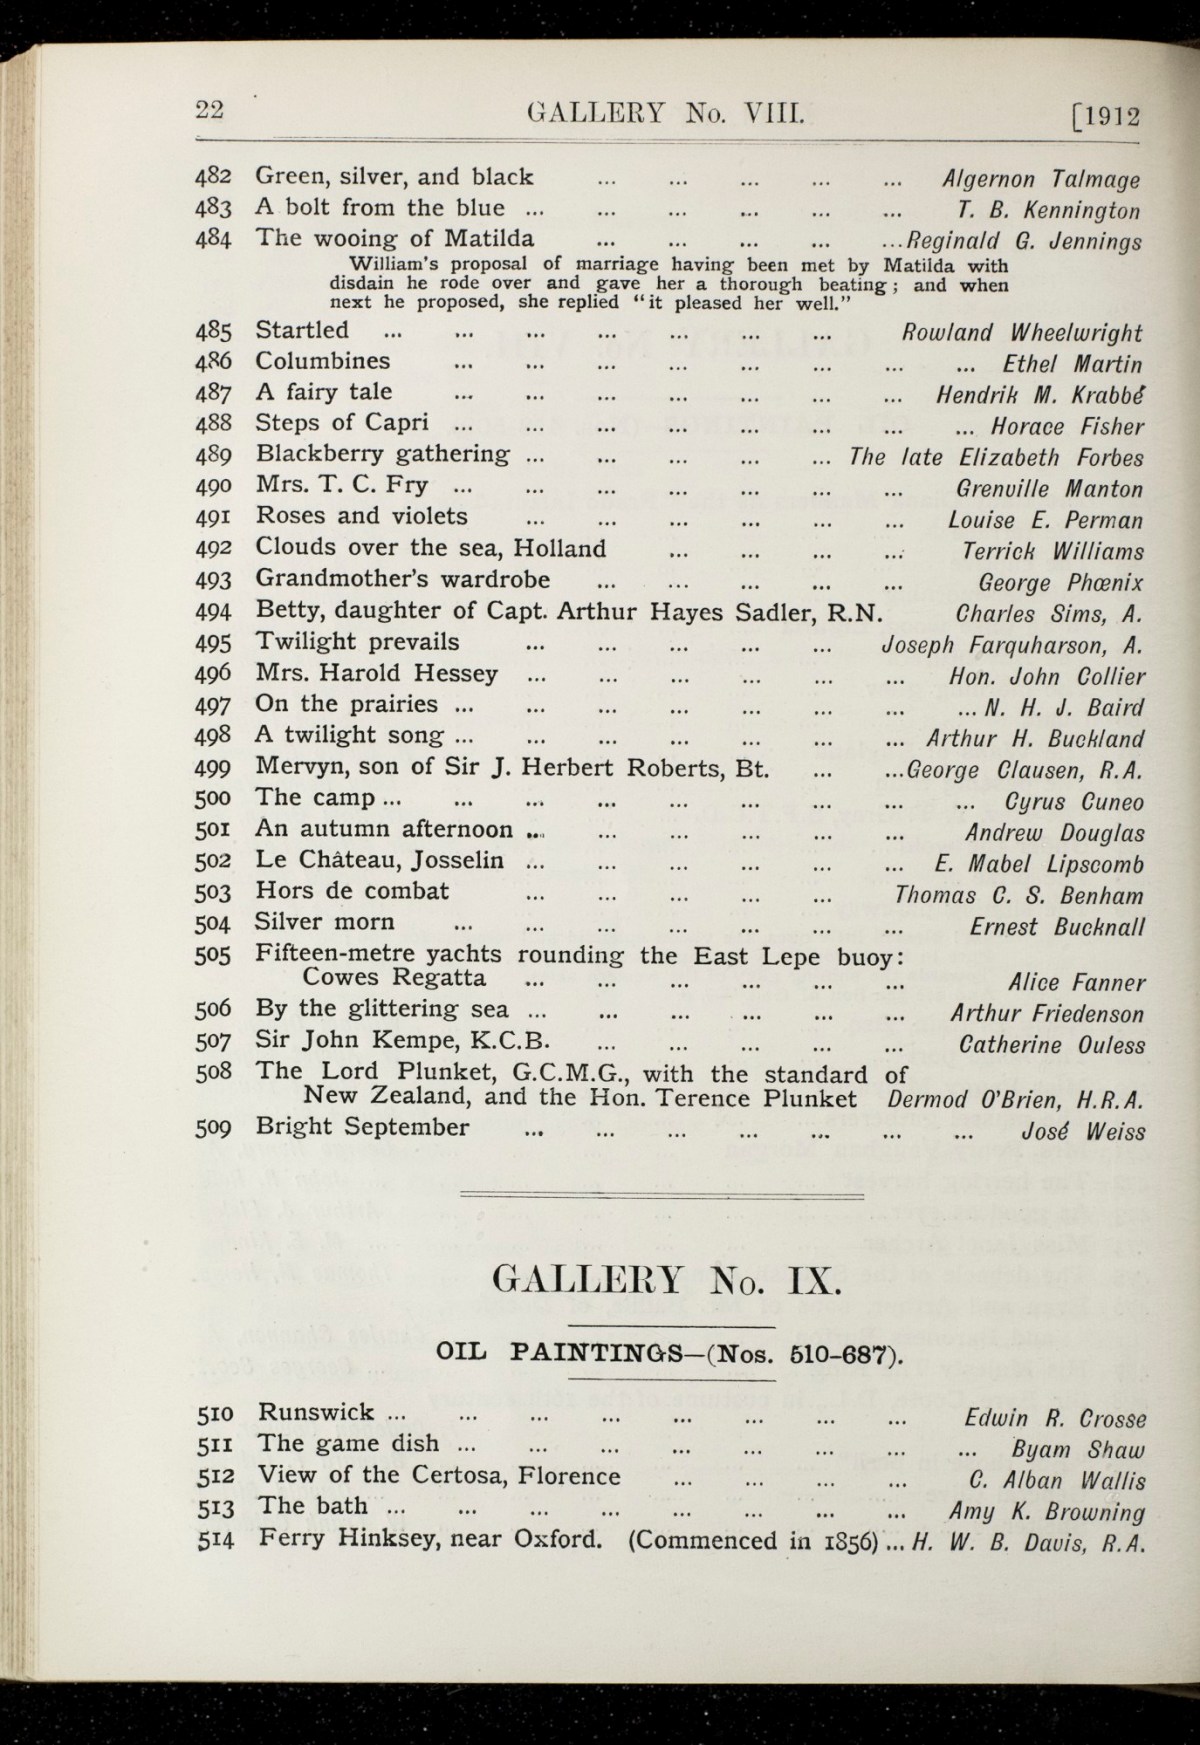 22 GALLERY No. VIII. [1912
482 Green, silver, and black ... ... ... ... ... Algernon Talmage
483 A bolt from the blue ... ... ... ... ... ... T. B. Kennington
484 The wooing of Matilda ... ... ... ... ...Reginald G. Jennings
William's proposal of marriage having been met by Matilda with
disdain he rode over and gave her a thorough beating; and when
next he proposed, she replied "it pleased her well."
485 Startled ... ... ... ... ... ... ... Rowland Wheelwright
486 Columbines ... ... ... ... ... ... ... ... Ethel Martin
487 A fairy tale ... ... ... ... ... ... ... Hendrik M. Krabbé
488 Steps of Capri ... ... ... ... ... ... ... ... Horace Fisher
489 Blackberry gathering ... ... ... ... ... The late Elizabeth Forbes
490 Mrs. T. C. Fry ... ... ... ... ... ... ... Grenville Manton
491 Roses and violets ... ... ... ... ... ... Louise E. Perman
492 Clouds over the sea, Holland ... ... ... ... Terrick Williams
493 Grandmother's wardrobe ... ... ... ... ... George Phœnix
494 Betty, daughter of Capt. Arthur Hayes Sadler, R.N. Charles Sims, A.
495 Twilight prevails ... ... ... ... ... Joseph Farquharson, A.
496 Mrs. Harold Hessey ... ... ... ... ... ... Hon. John Collier
497 On the prairies ... ... ... ... ... ... ... ... N. H. J. Baird
498 A twilight song ... ... ... ... ... ... ... Arthur H. Buckland
499 Mervyn, son of Sir J. Herbert Roberts, Bt. ... ...George Clausen, R.A.
500 The camp ... ... ... ... ... ... ... ... ... Cyrus Cuneo
501 An autumn afternoon ... ... ... ... ... ... Andrew Douglas
502 Le Château, Josselin ... ... ... ... ... ... E. Mabel Lipscomb
503 Hors de combat ... ... ... ... ... Thomas C. S. Benham
504 Silver morn ... ... ... ... ... ... ... Ernest Bucknall
505 Fifteen-metre yachts rounding the East Lepe buoy:
Cowes Regatta ... ... ... ... ... ... Alice Fanner
506 By the glittering sea ... ... ... ... ... ... Arthur Friedenson
507 Sir John Kempe, K.C.B. ... ... ... ... ... Catherine Ouless
508 The Lord Plunket, G.C.M.G., with the standard of
New Zealand, and the Hon. Terence Plunket Dermod O'Brien, H.R.A.
509 Bright September ... ... ... ... ... ... ... José Weiss
GALLERY No. IX.
OIL PAINTINGS—(Nos. 510-687).
510 Runswick ... ... ... ... ... ... ... ... Edwin R. Crosse
511 The game dish ... ... ... ... ... ... ... ... Byam Shaw
512 View of the Certosa, Florence ... ... ... ... C. Alban Wallis
513 The bath ... ... ... ... ... ... ... ... Amy K. Browning
514 Ferry Hinksey, near Oxford. (Commenced in 1856) ... H. W. B. Davis, R.A.